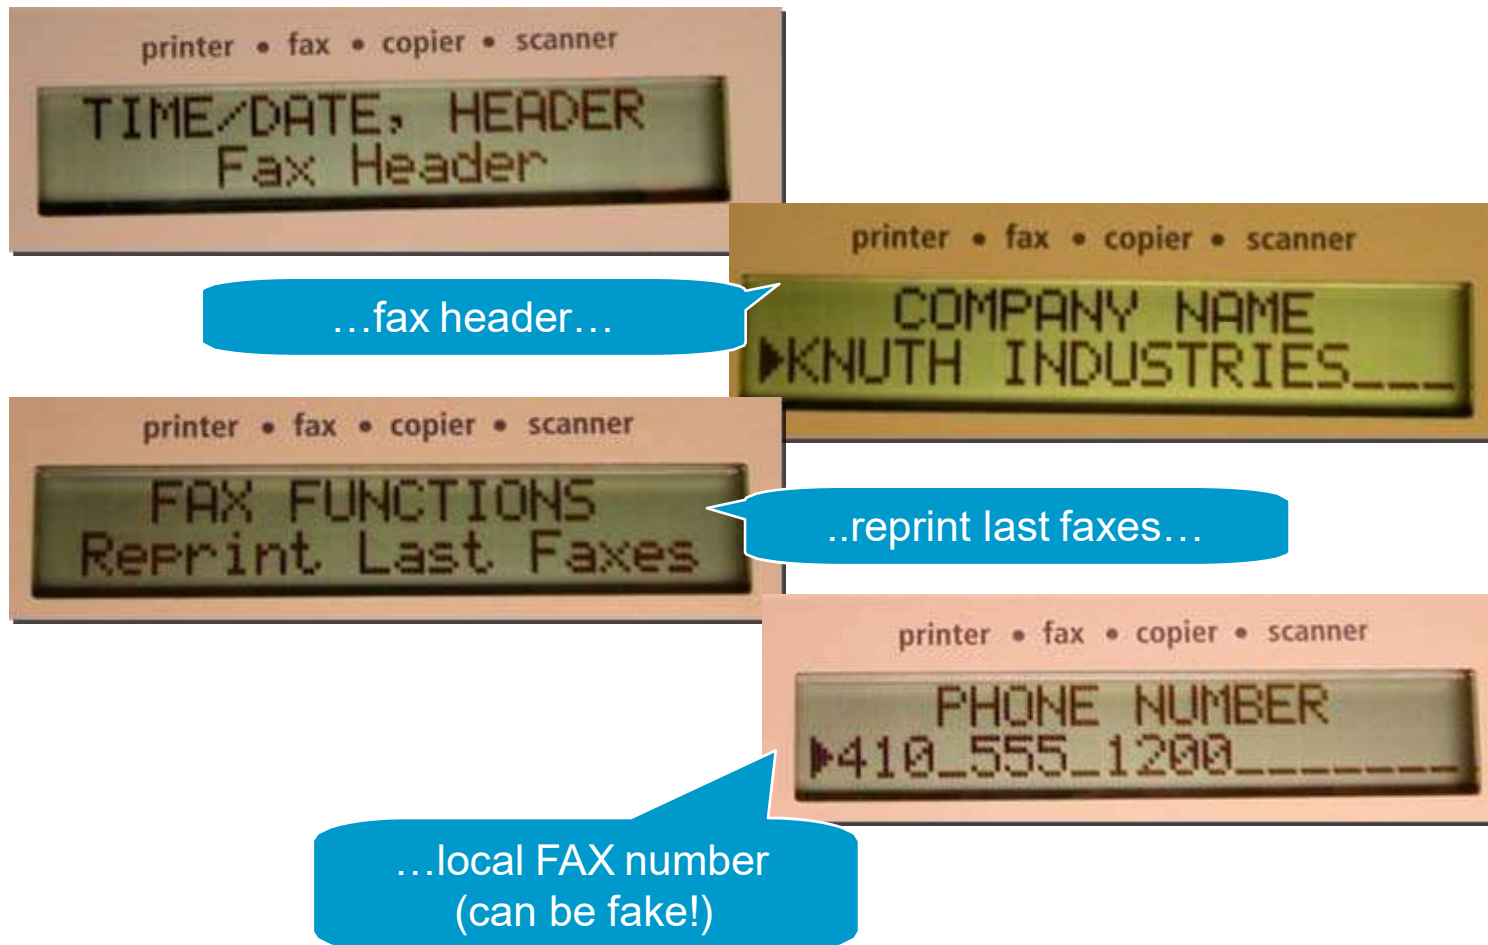 printer • fax • copier • scanner
TIME/DATE, HEADER
Fax Header
printer • fax • copier • scanner
COMPANY NAME
▶KNUTH INDUSTRIES___
…fax header…
printer • fax • copier • scanner
FAX FUNCTIONS
Reprint Last Faxes
..reprint last faxes…
printer • fax • copier • scanner
PHONE NUMBER
▶410_555_1200_______
…local FAX number
(can be fake!)